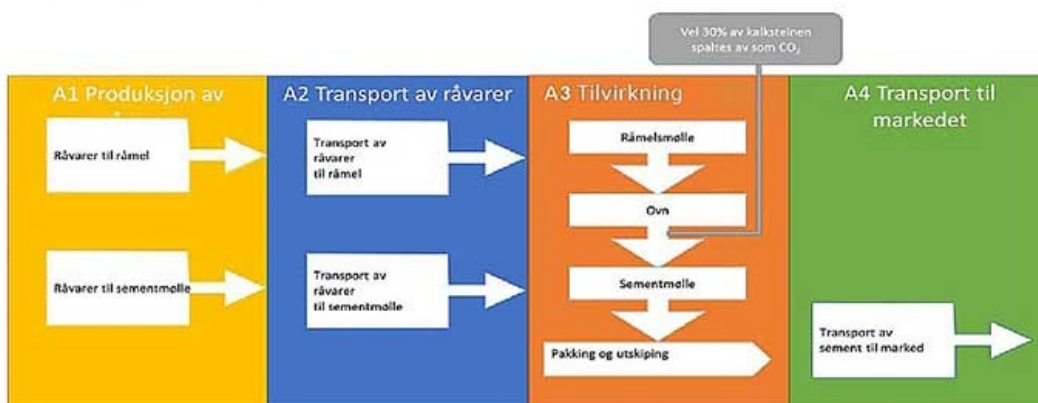 Vel 30% av kalksteinen
spaltes av som CO₂
A1 Produksjon av
Råvarer til råmel
Råvarer til sementmølle
A2 Transport av råvarer
Transport av
råvarer
til råmel
Transport av
råvarer
til sementmølle
A3 Tilvirkning
Råmelsmølle
Ovn
Sementmølle
Pakking og utskiping
A4 Transport til
markedet
Transport av
sement til marked